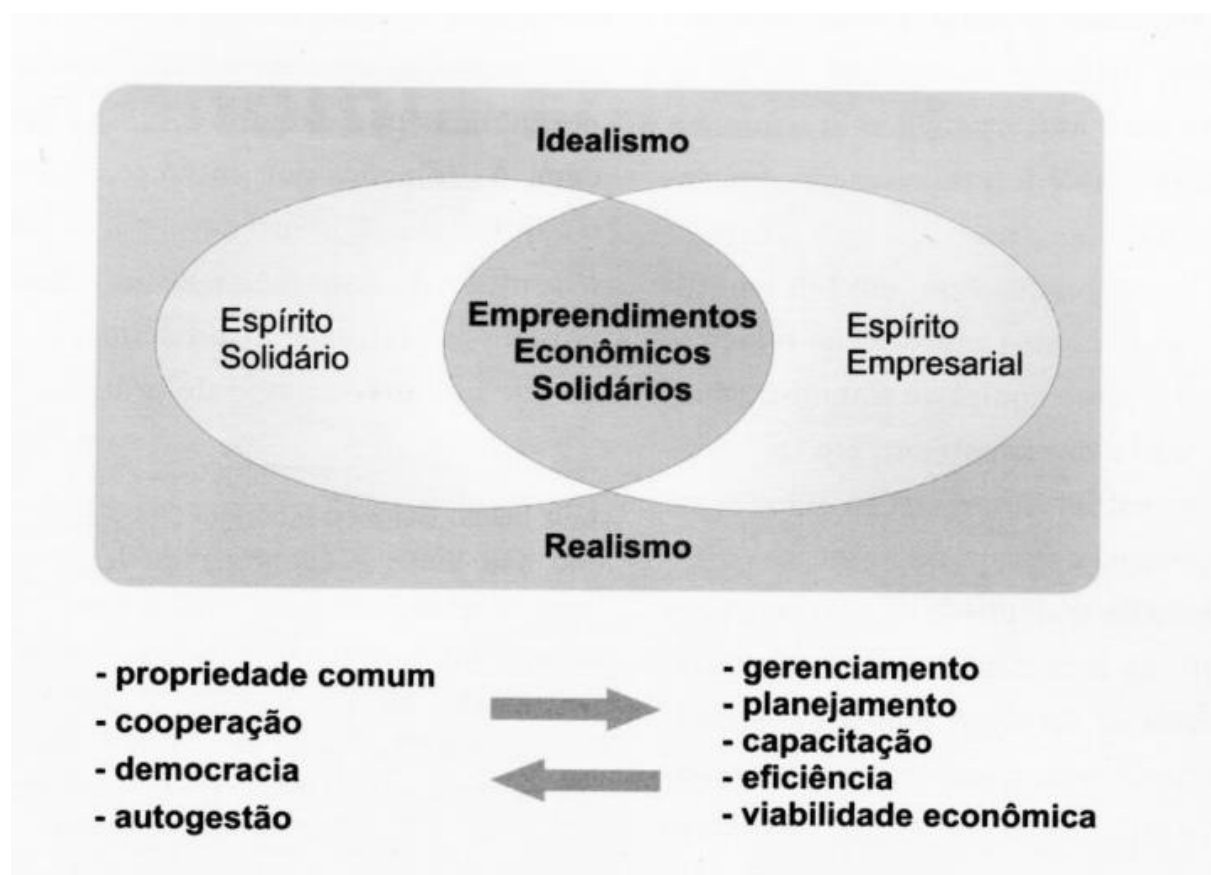 Idealismo
Espírito
Solidário
Empreendimentos
Econômicos
Solidários
Espírito
Empresarial
Realismo
- propriedade comum
- cooperação
- democracia
- autogestão
- gerenciamento
- planejamento
- capacitação
- eficiência
- viabilidade econômica